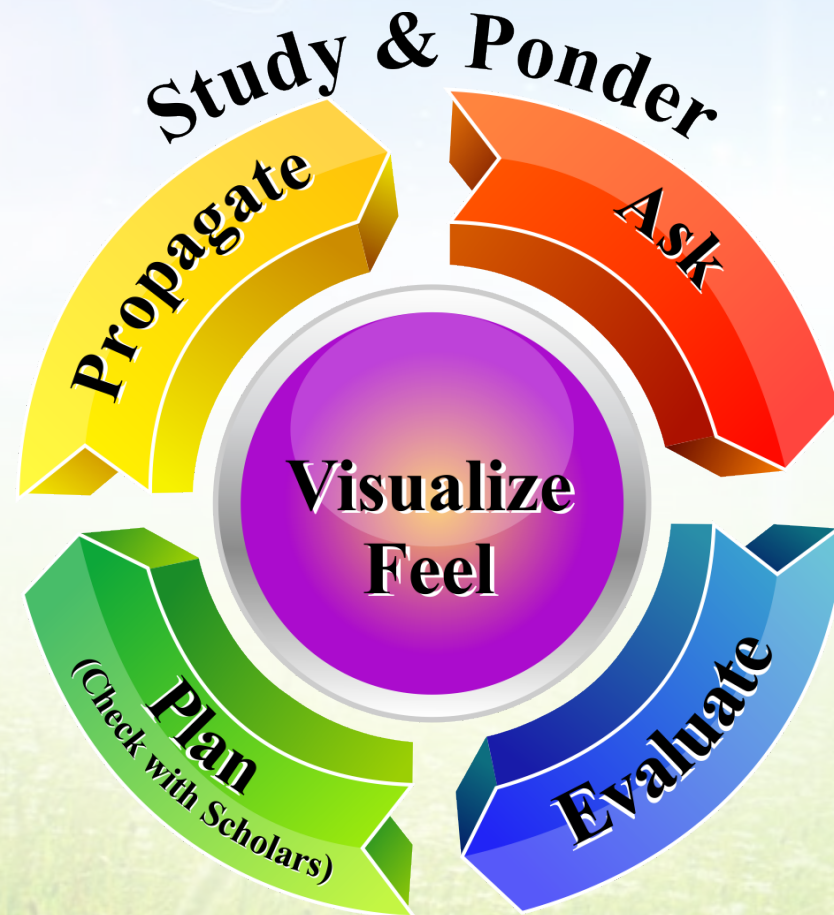 Study & Ponder
Propagate
Ask
Visualize
Feel
Plan
(Check with Scholars)
Evaluate